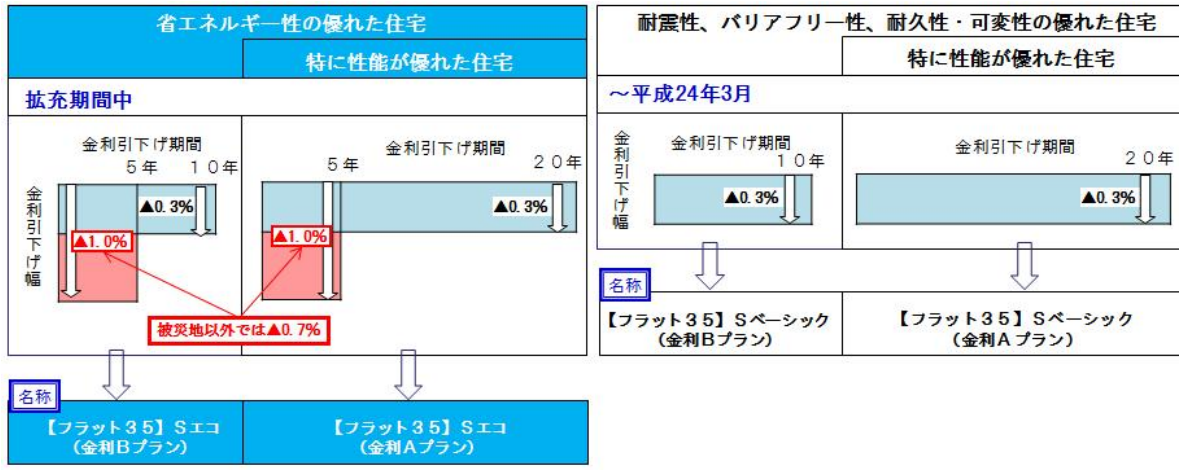 省エネルギー性の優れた住宅
特に性能が優れた住宅
拡充期間中
金利引下げ期間
5年 10年
金利引下げ幅
▲0.3%
▲1.0%
金利引下げ期間
5年 20年
▲0.3%
▲1.0%
被災地以外では▲0.7%
名称
【フラット35】Sエコ
(金利Bプラン)
【フラット35】Sエコ
(金利Aプラン)
耐震性、バリアフリー性、耐久性・可変性の優れた住宅
特に性能が優れた住宅
～平成24年3月
金利引下げ幅
金利引下げ期間
10年
▲0.3%
金利引下げ期間
20年
▲0.3%
名称
【フラット35】Sベーシック
(金利Bプラン)
【フラット35】Sベーシック
(金利Aプラン)